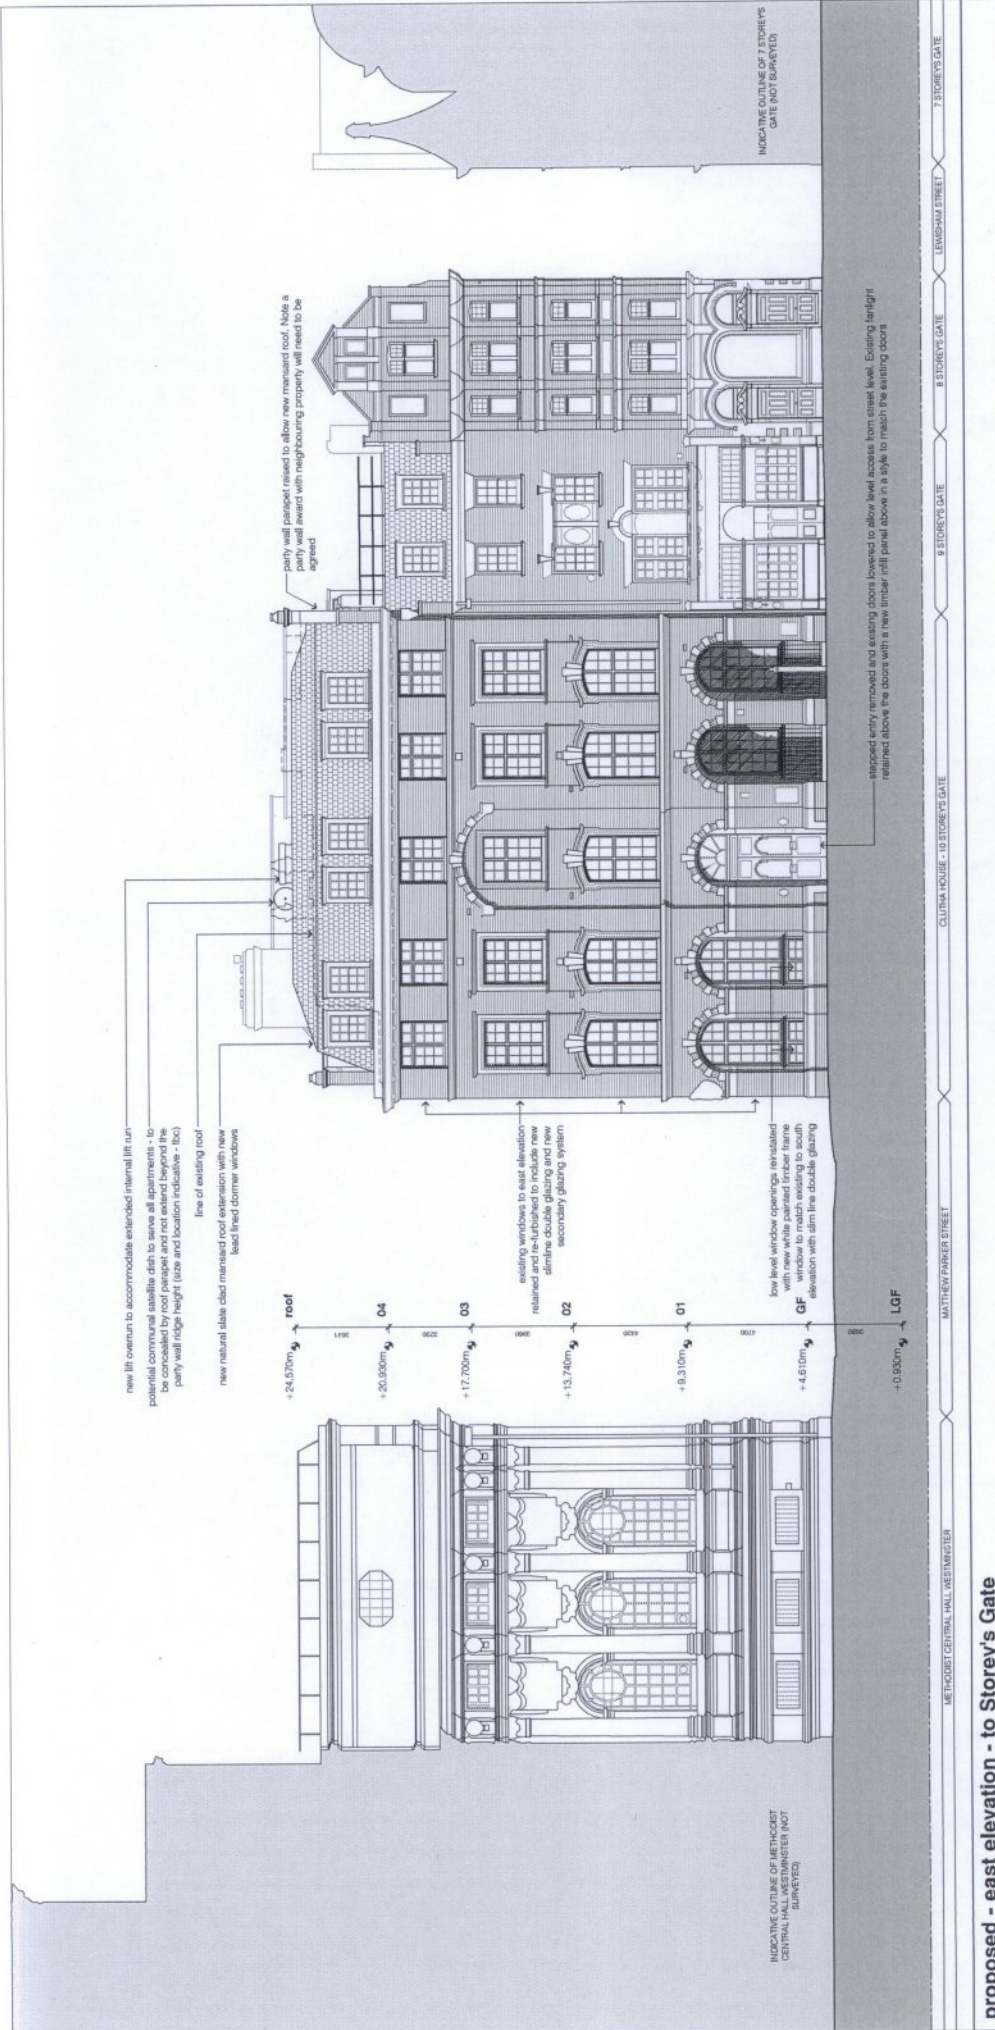 new lift overrun to accommodate extended internal lift run
potential communal satellite dish to serve all apartments - to
be concealed by roof parapet and not extend beyond the
party wall ridge height (size and location indicative - tbc)
line of existing roof
new natural slate clad mansard roof extension with new
lead lined dormer windows
party wall parapet raised to allow new mansard roof. Note a
party wall award with neighbouring property will need to be
agreed
+24.570m
roof
3641
+20.930m
04
3230
+17.700m
03
3960
+13.740m
02
4430
+9.310m
01
4700
+4.610m
GF
+0.930m
LGF
existing windows to east elevation
retained and re-furbished to include new
slimline double glazing and new
secondary glazing system
low level window openings reinstated
with new white painted timber frame
window to match existing to south
elevation with slim line double glazing
stepped entry removed and existing doors lowered to allow level access from street level. Existing fanlight
retained above the doors with a new timber infill panel above in a style to match the existing doors
INDICATIVE OUTLINE OF METHODIST
CENTRAL HALL WESTMINSTER (NOT
SURVEYED)
INDICATIVE OUTLINE OF 7 STOREY'S
GATE (NOT SURVEYED)
METHODIST CENTRAL HALL WESTMINSTER
MATTHEW PARKER STREET
CLUTHA HOUSE - 10 STOREY'S GATE
9 STOREY'S GATE
8 STOREY'S GATE
LEWISHAM STREET
7 STOREY'S GATE
proposed - east elevation - to Storey's Gate